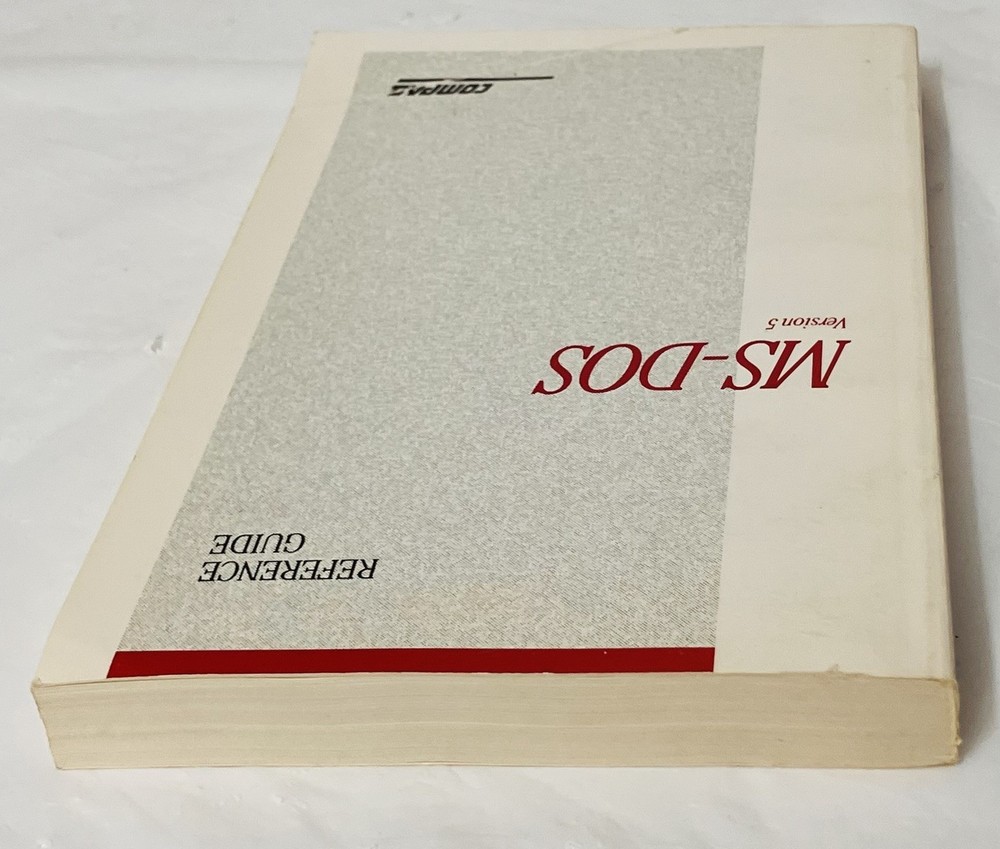 REFERENCE
GUIDE
MS-DOS
Version 5
COMPAQ